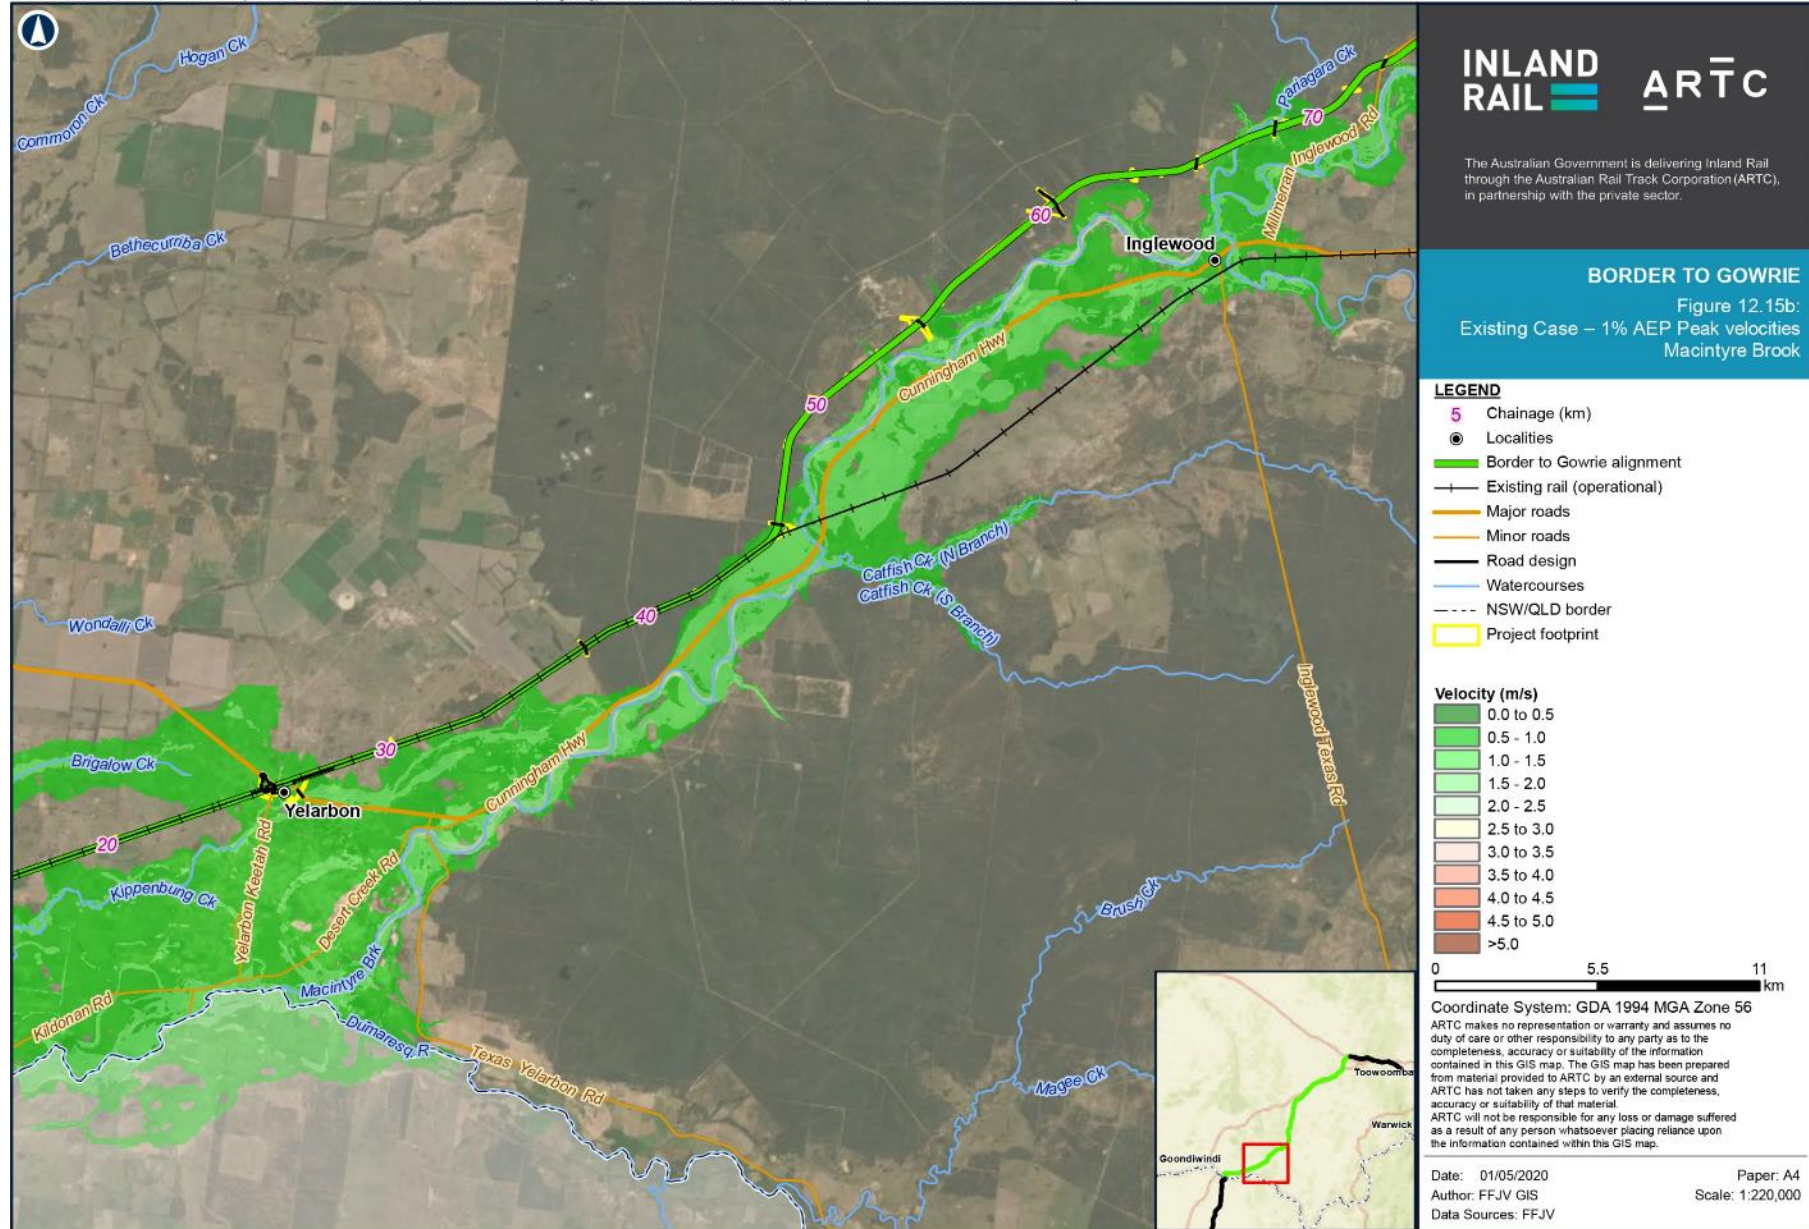 Hogan Ck
Commoron Ck
Bethecurriba Ck
Wondalli Ck
Brigalow Ck
Kippenbung Ck
Yelarbon
Yelarbon Keetah Rd
Desert Creek Rd
Kildonan Rd
Macintyre Brk
Dumaresq R
Texas Yelarbon Rd
Cunningham Hwy
Cunningham Hwy
Catfish Ck (N Branch)
Catfish Ck (S Branch)
Inglewood
Millmerran Inglewood Rd
Pariagara Ck
Inglewood Texas Rd
Brush Ck
Magee Ck
20
30
40
50
60
70
Toowoomba
Warwick
Goondiwindi
INLAND
RAIL
ARTC
The Australian Government is delivering Inland Rail
through the Australian Rail Track Corporation (ARTC),
in partnership with the private sector.
BORDER TO GOWRIE
Figure 12.15b:
Existing Case – 1% AEP Peak velocities
Macintyre Brook
LEGEND
5 Chainage (km)
Localities
Border to Gowrie alignment
Existing rail (operational)
Major roads
Minor roads
Road design
Watercourses
NSW/QLD border
Project footprint
Velocity (m/s)
0.0 to 0.5
0.5 - 1.0
1.0 - 1.5
1.5 - 2.0
2.0 - 2.5
2.5 to 3.0
3.0 to 3.5
3.5 to 4.0
4.0 to 4.5
4.5 to 5.0
>5.0
0 5.5 11
km
Coordinate System: GDA 1994 MGA Zone 56
ARTC makes no representation or warranty and assumes no
duty of care or other responsibility to any party as to the
completeness, accuracy or suitability of the information
contained in this GIS map. The GIS map has been prepared
from material provided to ARTC by an external source and
ARTC has not taken any steps to verify the completeness,
accuracy or suitability of that material.
ARTC will not be responsible for any loss or damage suffered
as a result of any person whatsoever placing reliance upon
the information contained within this GIS map.
Date: 01/05/2020 Paper: A4
Author: FFJV GIS Scale: 1:220,000
Data Sources: FFJV